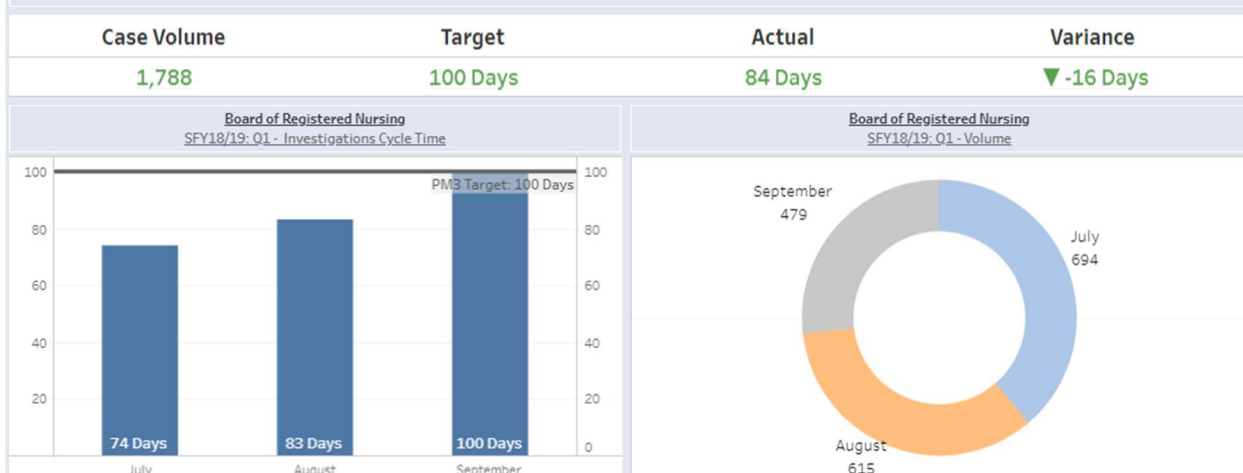 Case Volume Target Actual Variance
1,788 100 Days 84 Days ▼ -16 Days
Board of Registered Nursing
SFY18/19: Q1 - Investigations Cycle Time
100
80
60
40
20
PM3 Target: 100 Days
100
80
60
40
20
0
74 Days 83 Days 100 Days
July August September
Board of Registered Nursing
SFY18/19: Q1 - Volume
September
479
July
694
August
615